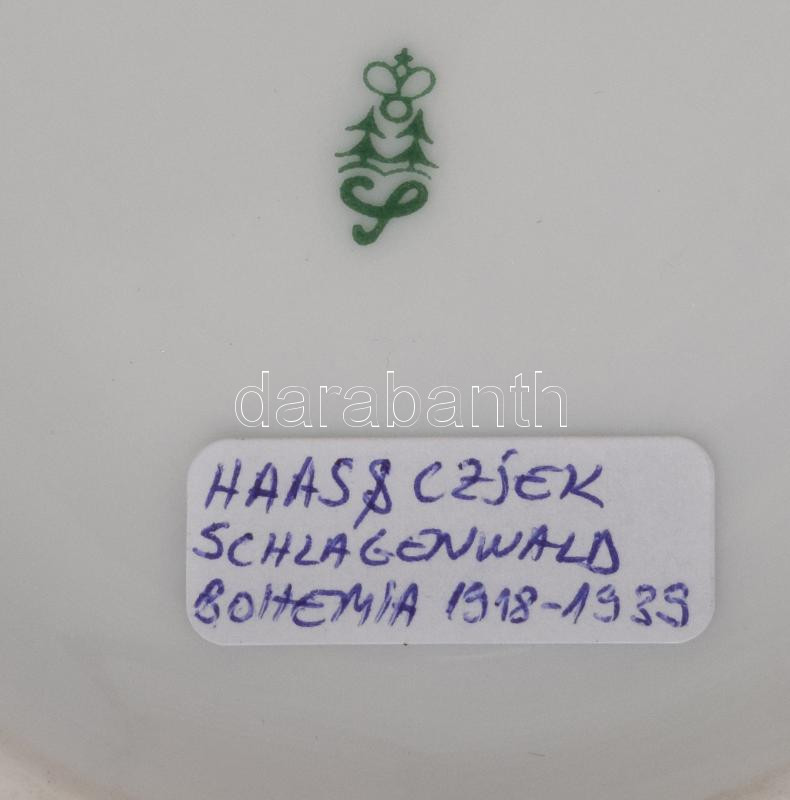 S
darabanth
HAAS & CZJEK
SCHLAGENWALD
BOHEMIA 1918-1939